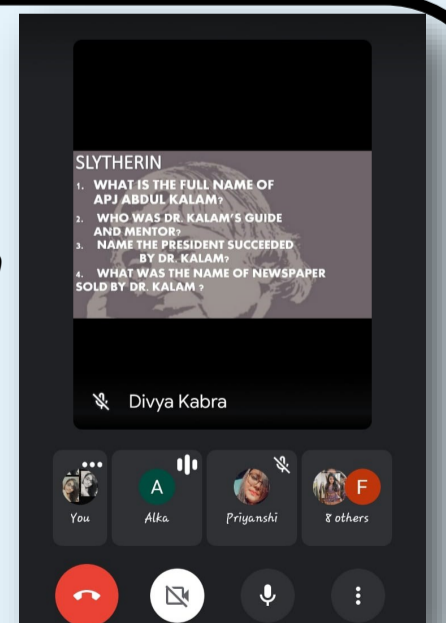 SLYTHERIN
1. WHAT IS THE FULL NAME OF
APJ ABDUL KALAM?
2. WHO WAS DR. KALAM'S GUIDE
AND MENTOR?
3. NAME THE PRESIDENT SUCCEEDED
BY DR. KALAM?
4. WHAT WAS THE NAME OF NEWSPAPER
SOLD BY DR. KALAM ?
Divya Kabra
A
F
You
Alka
Priyanshi
8 others